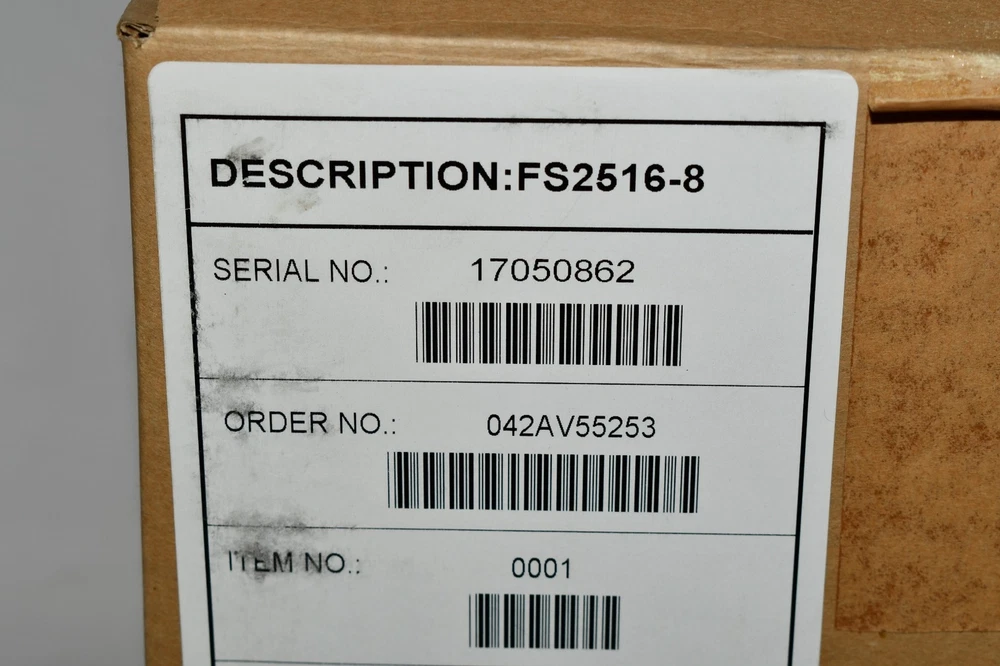 DESCRIPTION:FS2516-8
SERIAL NO.: 17050862
ORDER NO.: 042AV55253
ITEM NO.: 0001